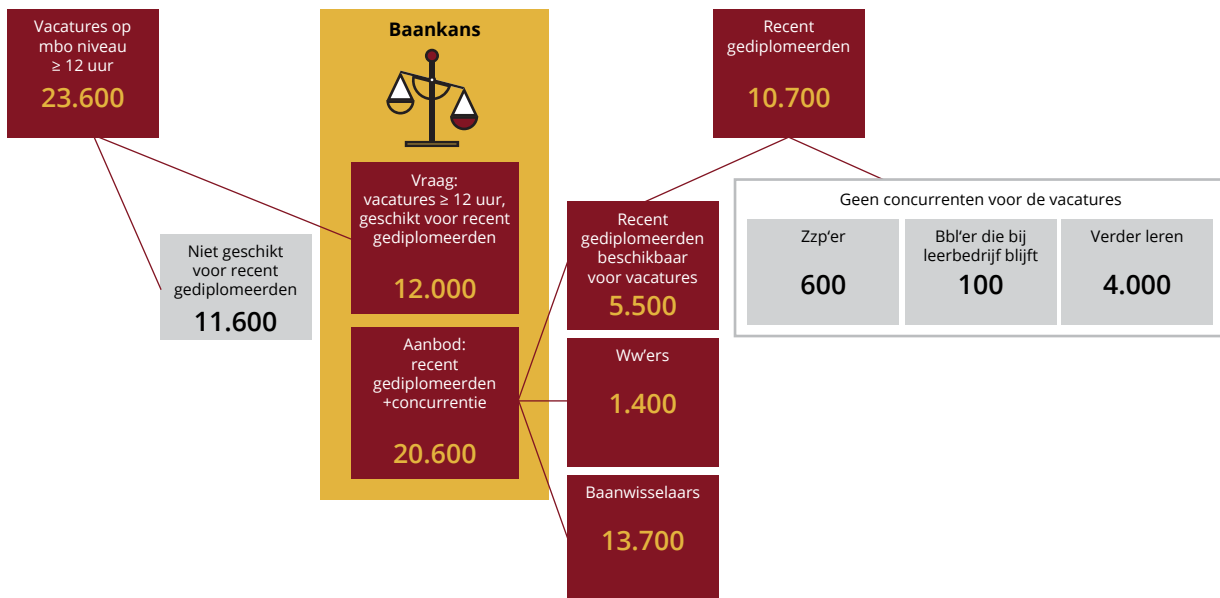 Vacatures op
mbo niveau
≥ 12 uur
23.600
Baankans
Recent
gediplomeerden
10.700
Vraag:
vacatures ≥ 12 uur,
geschikt voor recent
gediplomeerden
12.000
Niet geschikt
voor recent
gediplomeerden
11.600
Aanbod:
recent
gediplomeerden
+concurrentie
20.600
Recent
gediplomeerden
beschikbaar
voor vacatures
5.500
Ww'ers
1.400
Baanwisselaars
13.700
Geen concurrenten voor de vacatures
Zzp'er
600
Bbl'er die bij
leerbedrijf blijft
100
Verder leren
4.000